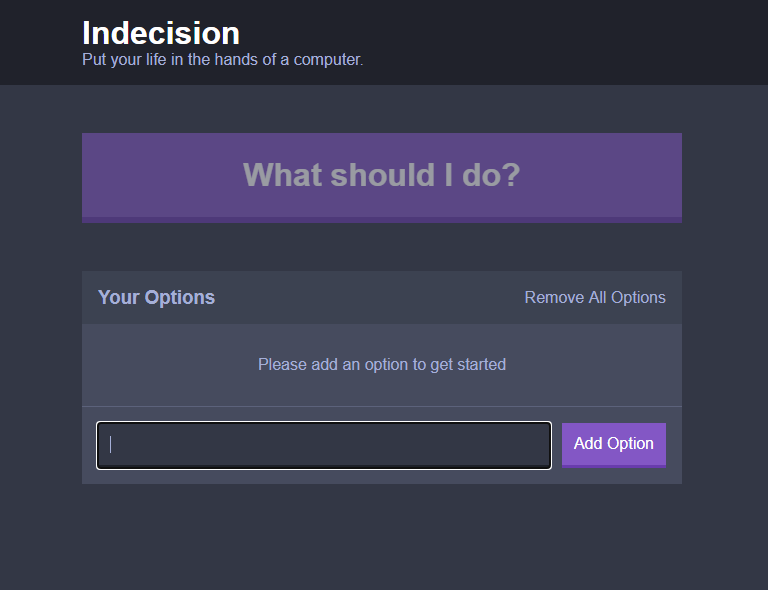 Indecision
Put your life in the hands of a computer.
What should I do?
Your Options
Remove All Options
Please add an option to get started
Add Option